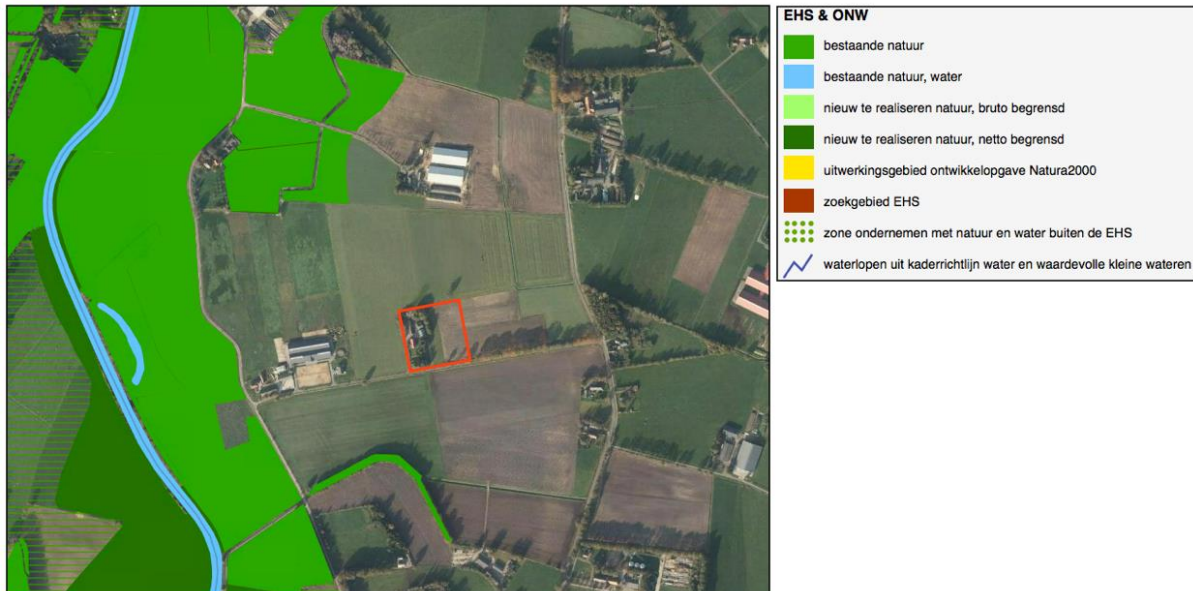 EHS & ONW
bestaande natuur
bestaande natuur, water
nieuw te realiseren natuur, bruto begrensd
nieuw te realiseren natuur, netto begrensd
uitwerkingsgebied ontwikkelopgave Natura2000
zoekgebied EHS
zone ondernemen met natuur en water buiten de EHS
waterlopen uit kaderrichtlijn water en waardevolle kleine wateren